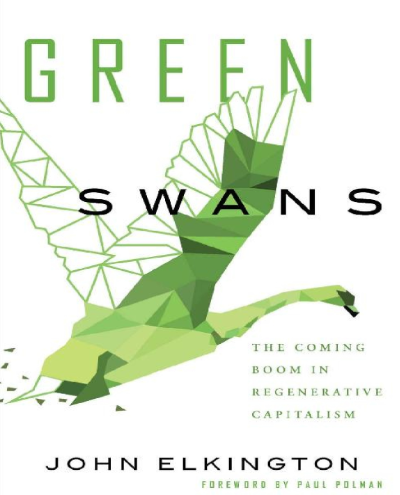 GREEN
SWANS
THE COMING
BOOM IN
REGENERATIVE
CAPITALISM
JOHN ELKINGTON
FOREWORD BY PAUL POLMAN